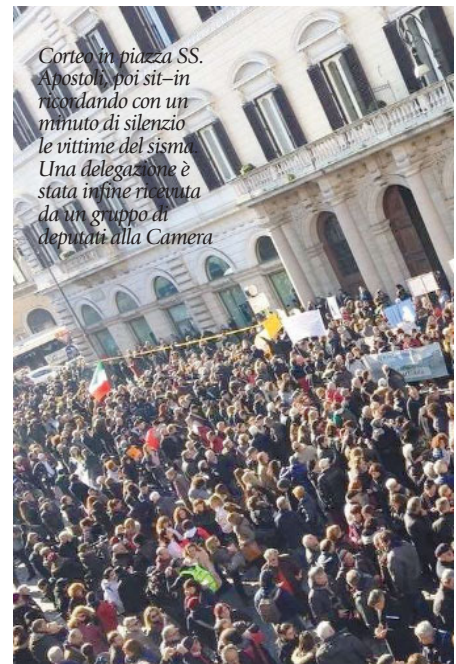 Corteo in piazza SS.
Apostoli, poi sit–in
ricordando con un
minuto di silenzio
le vittime del sisma.
Una delegazione è
stata infine ricevuta
da un gruppo di
deputati alla Camera